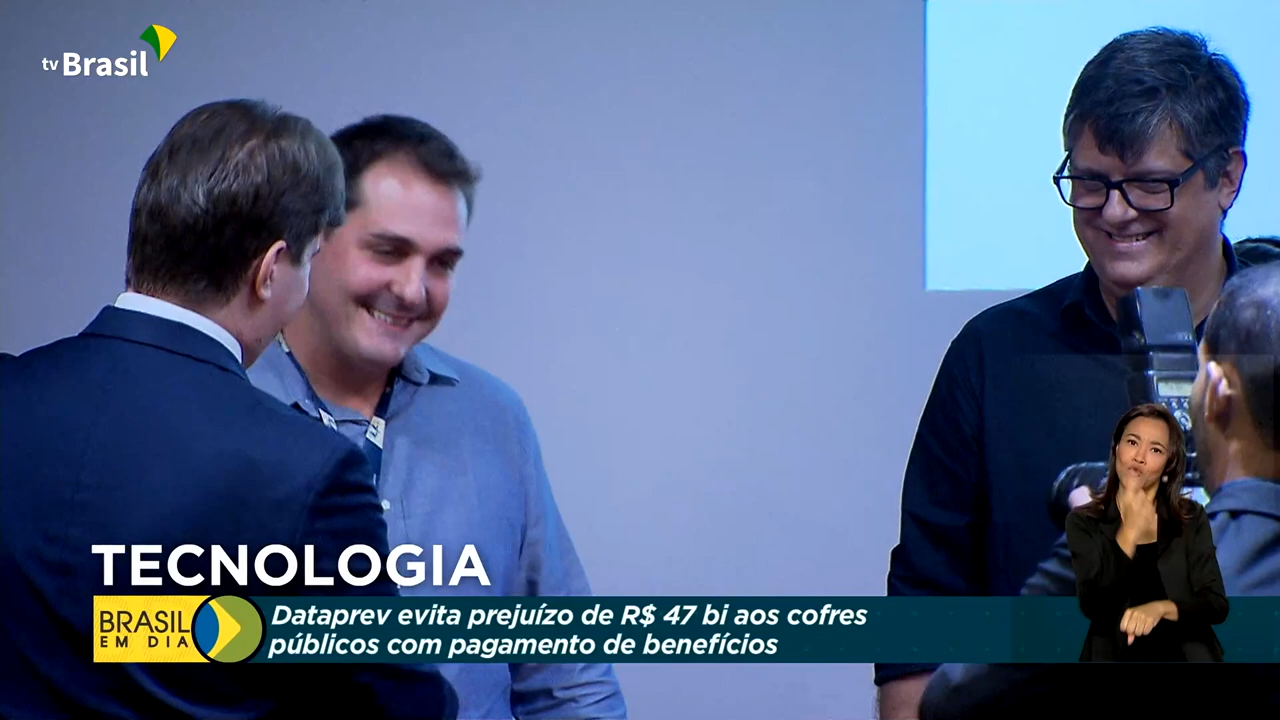 tv Brasil
TECNOLOGIA
BRASIL
EM DIA
Dataprev evita prejuízo de R$ 47 bi aos cofres
públicos com pagamento de benefícios